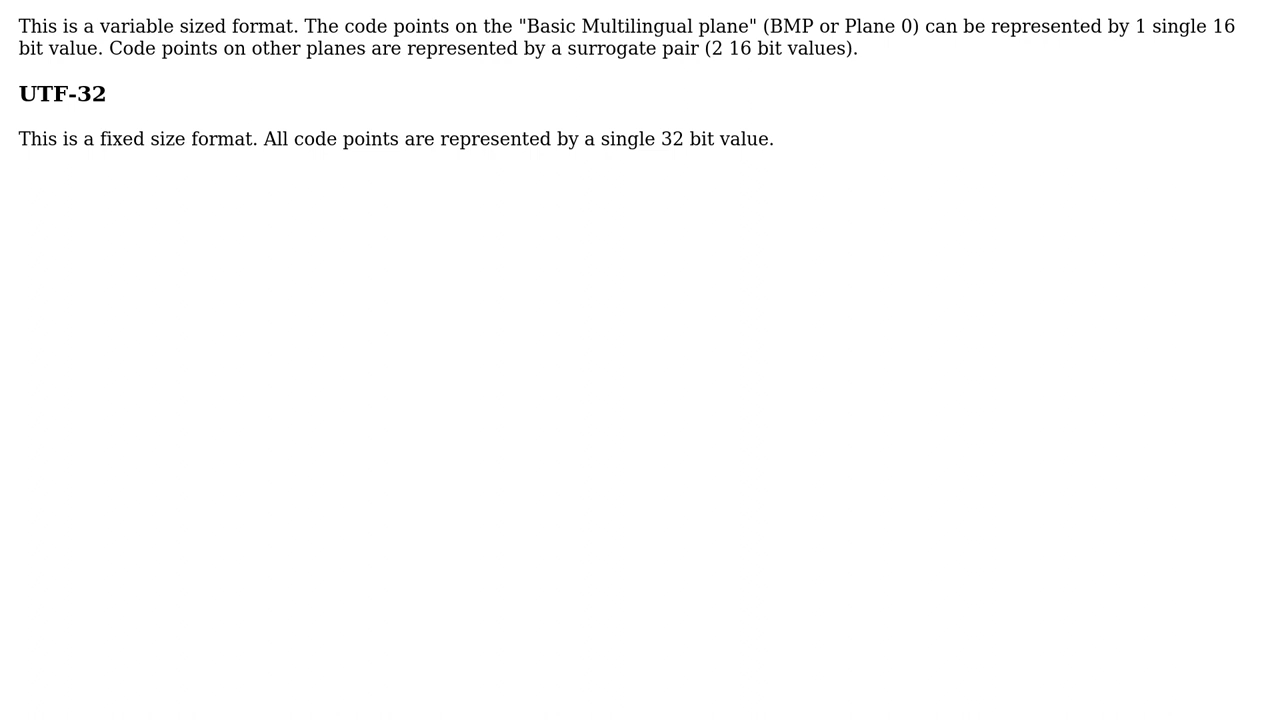 This is a variable sized format. The code points on the "Basic Multilingual plane" (BMP or Plane 0) can be represented by 1 single 16
bit value. Code points on other planes are represented by a surrogate pair (2 16 bit values).
UTF-32
This is a fixed size format. All code points are represented by a single 32 bit value.